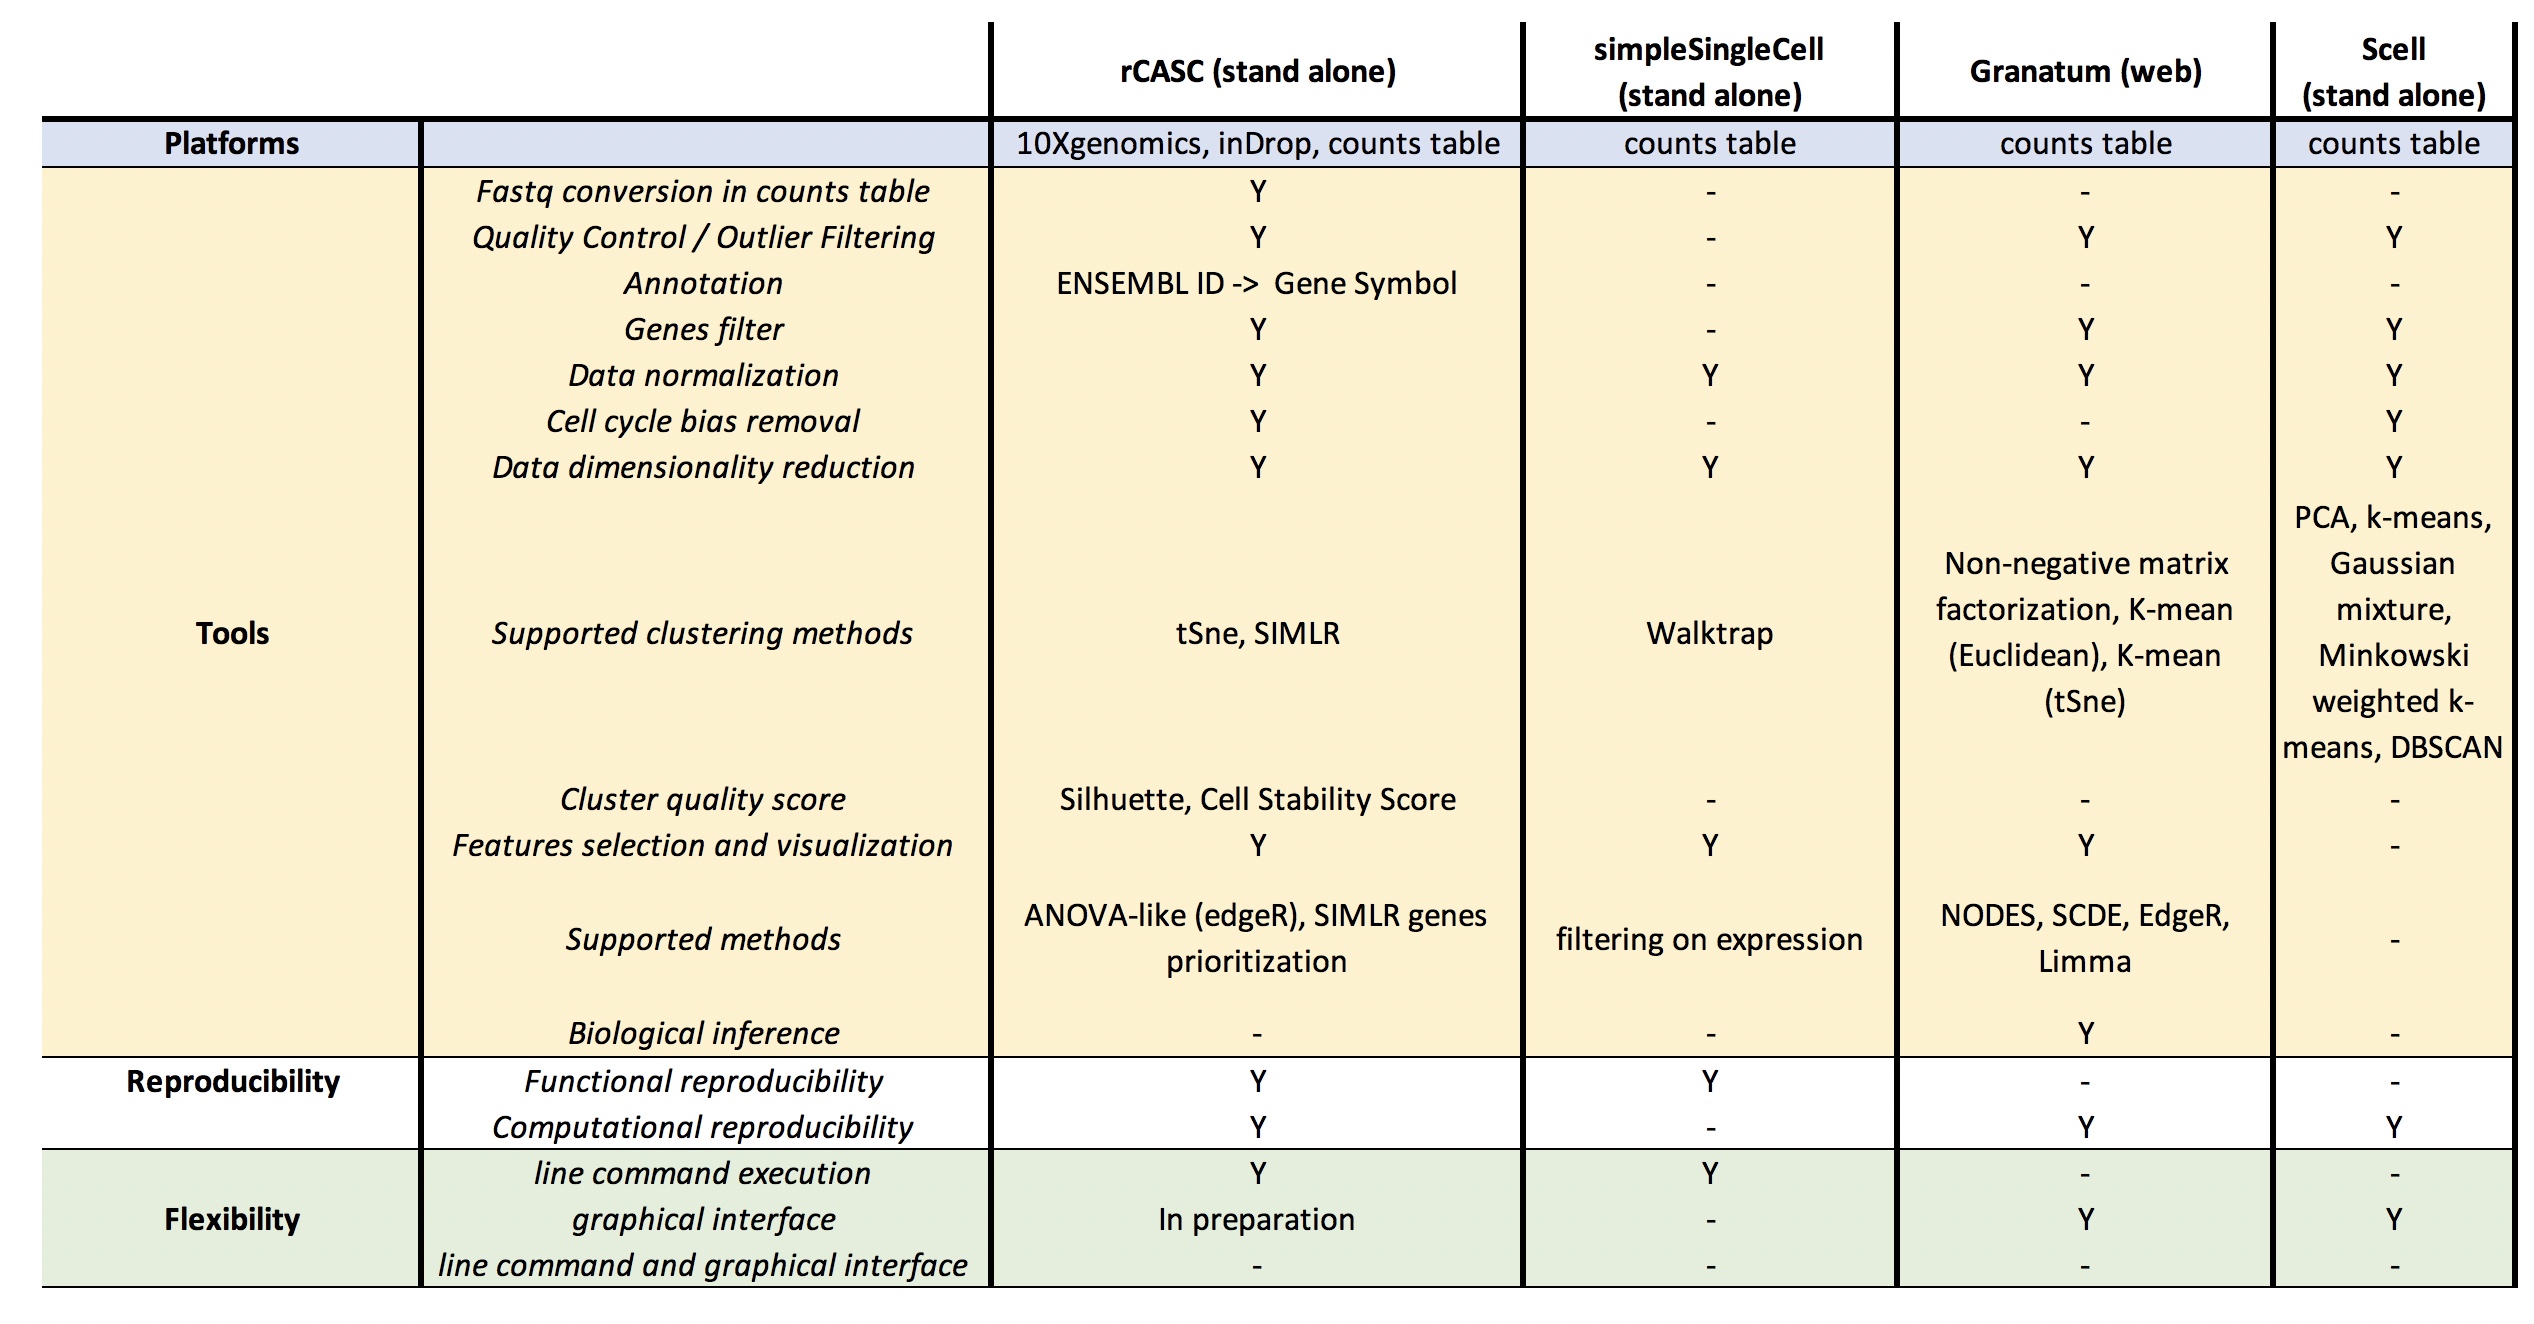 rCASC (stand alone)
simpleSingleCell
(stand alone)
Granatum (web)
Scell
(stand alone)
Platforms
10Xgenomics, inDrop, counts table
counts table
counts table
counts table
Tools
Fastq conversion in counts table
Y
-
-
-
Quality Control / Outlier Filtering
Y
-
Y
Y
Annotation
ENSEMBL ID -> Gene Symbol
-
-
-
Genes filter
Y
-
Y
Y
Data normalization
Y
Y
Y
Y
Cell cycle bias removal
Y
-
-
Y
Data dimensionality reduction
Y
Y
Y
Y
Supported clustering methods
tSne, SIMLR
Walktrap
Non-negative matrix
factorization, K-mean
(Euclidean), K-mean
(tSne)
PCA, k-means,
Gaussian
mixture,
Minkowski
weighted k-
means, DBSCAN
Cluster quality score
Silhuette, Cell Stability Score
-
-
-
Features selection and visualization
Y
Y
Y
-
Supported methods
ANOVA-like (edgeR), SIMLR genes
prioritization
filtering on expression
NODES, SCDE, EdgeR,
Limma
-
Biological inference
-
-
Y
-
Reproducibility
Functional reproducibility
Y
Y
-
-
Computational reproducibility
Y
-
Y
Y
Flexibility
line command execution
Y
Y
-
-
graphical interface
In preparation
-
Y
Y
line command and graphical interface
-
-
-
-